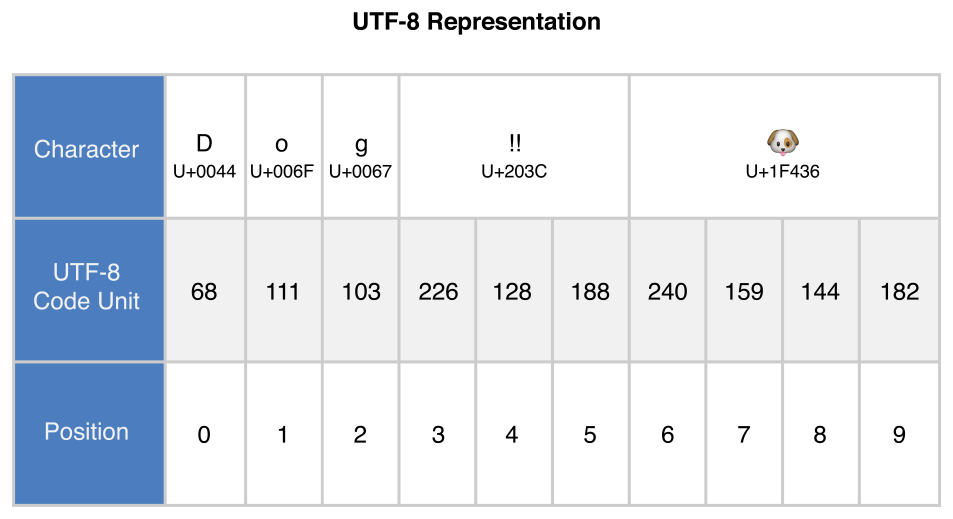 UTF-8 Representation
Character
D
U+0044
o
U+006F
g
U+0067
‼
U+203C
🐶
U+1F436
UTF-8
Code Unit
68 111 103 226 128 188 240 159 144 182
Position
0 1 2 3 4 5 6 7 8 9